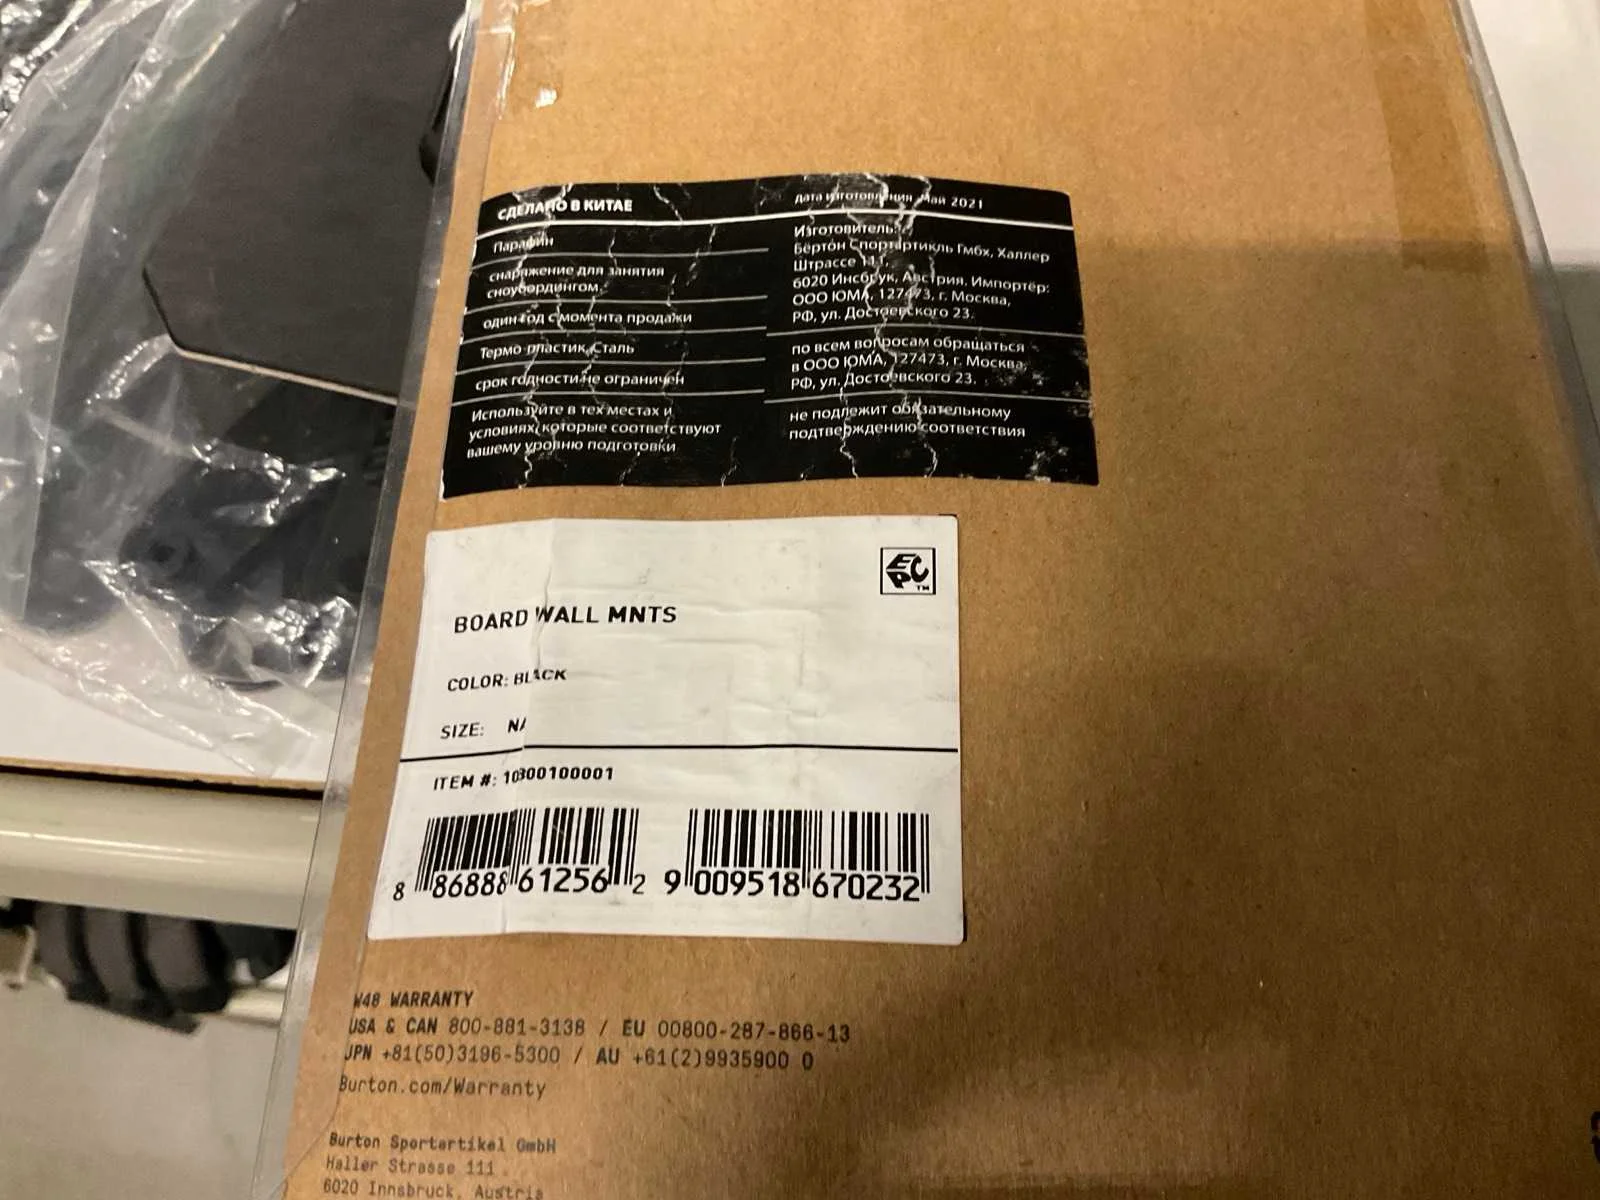 СДЕЛАНО В КИТАЕ
Парафин
снаряжение для занятия
сноубордингом.
один год с момента продажи
Термо-пластик, Сталь
срок годности не ограничен
Используйте в тех местах и
условиях, которые соответствуют
вашему уровню подготовки
дата изготовления Май 2021
Изготовитель:
Бёртон Спортартикль Гмбх, Халлер
Штрассе 111,
6020 Инсбрук, Австрия. Импортёр:
ООО ЮМА, 127473, г. Москва,
РФ, ул. Достоевского 23.
по всем вопросам обращаться
в ООО ЮМА, 127473, г. Москва,
РФ, ул. Достоевского 23.
не подлежит обязательному
подтверждению соответствия
ECPC™
BOARD WALL MNTS
COLOR: BLACK
SIZE: NA
ITEM #: 10300100001
8 86888 61256 2 9 009518 670232
W48 WARRANTY
USA & CAN 800-881-3138 / EU 00800-287-866-13
JPN +81(50)3196-5300 / AU +61(2)9935900 0
Burton.com/Warranty
Burton Sportartikel GmbH
Haller Strasse 111
6020 Innsbruck, Austria